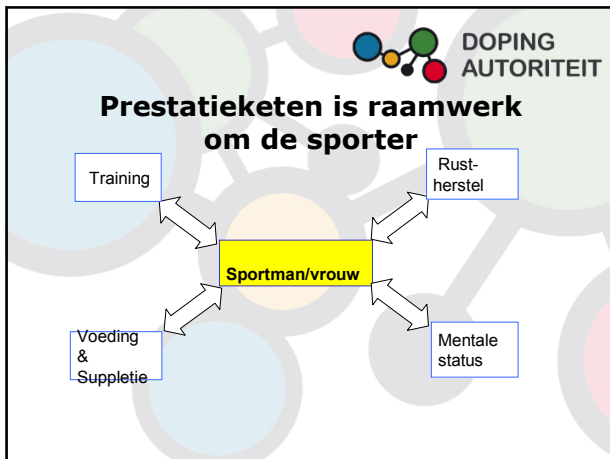 DOPING
AUTORITEIT
Prestatieketen is raamwerk
om de sporter
Training
Rust-
herstel
Sportman/vrouw
Voeding
&
Suppletie
Mentale
status